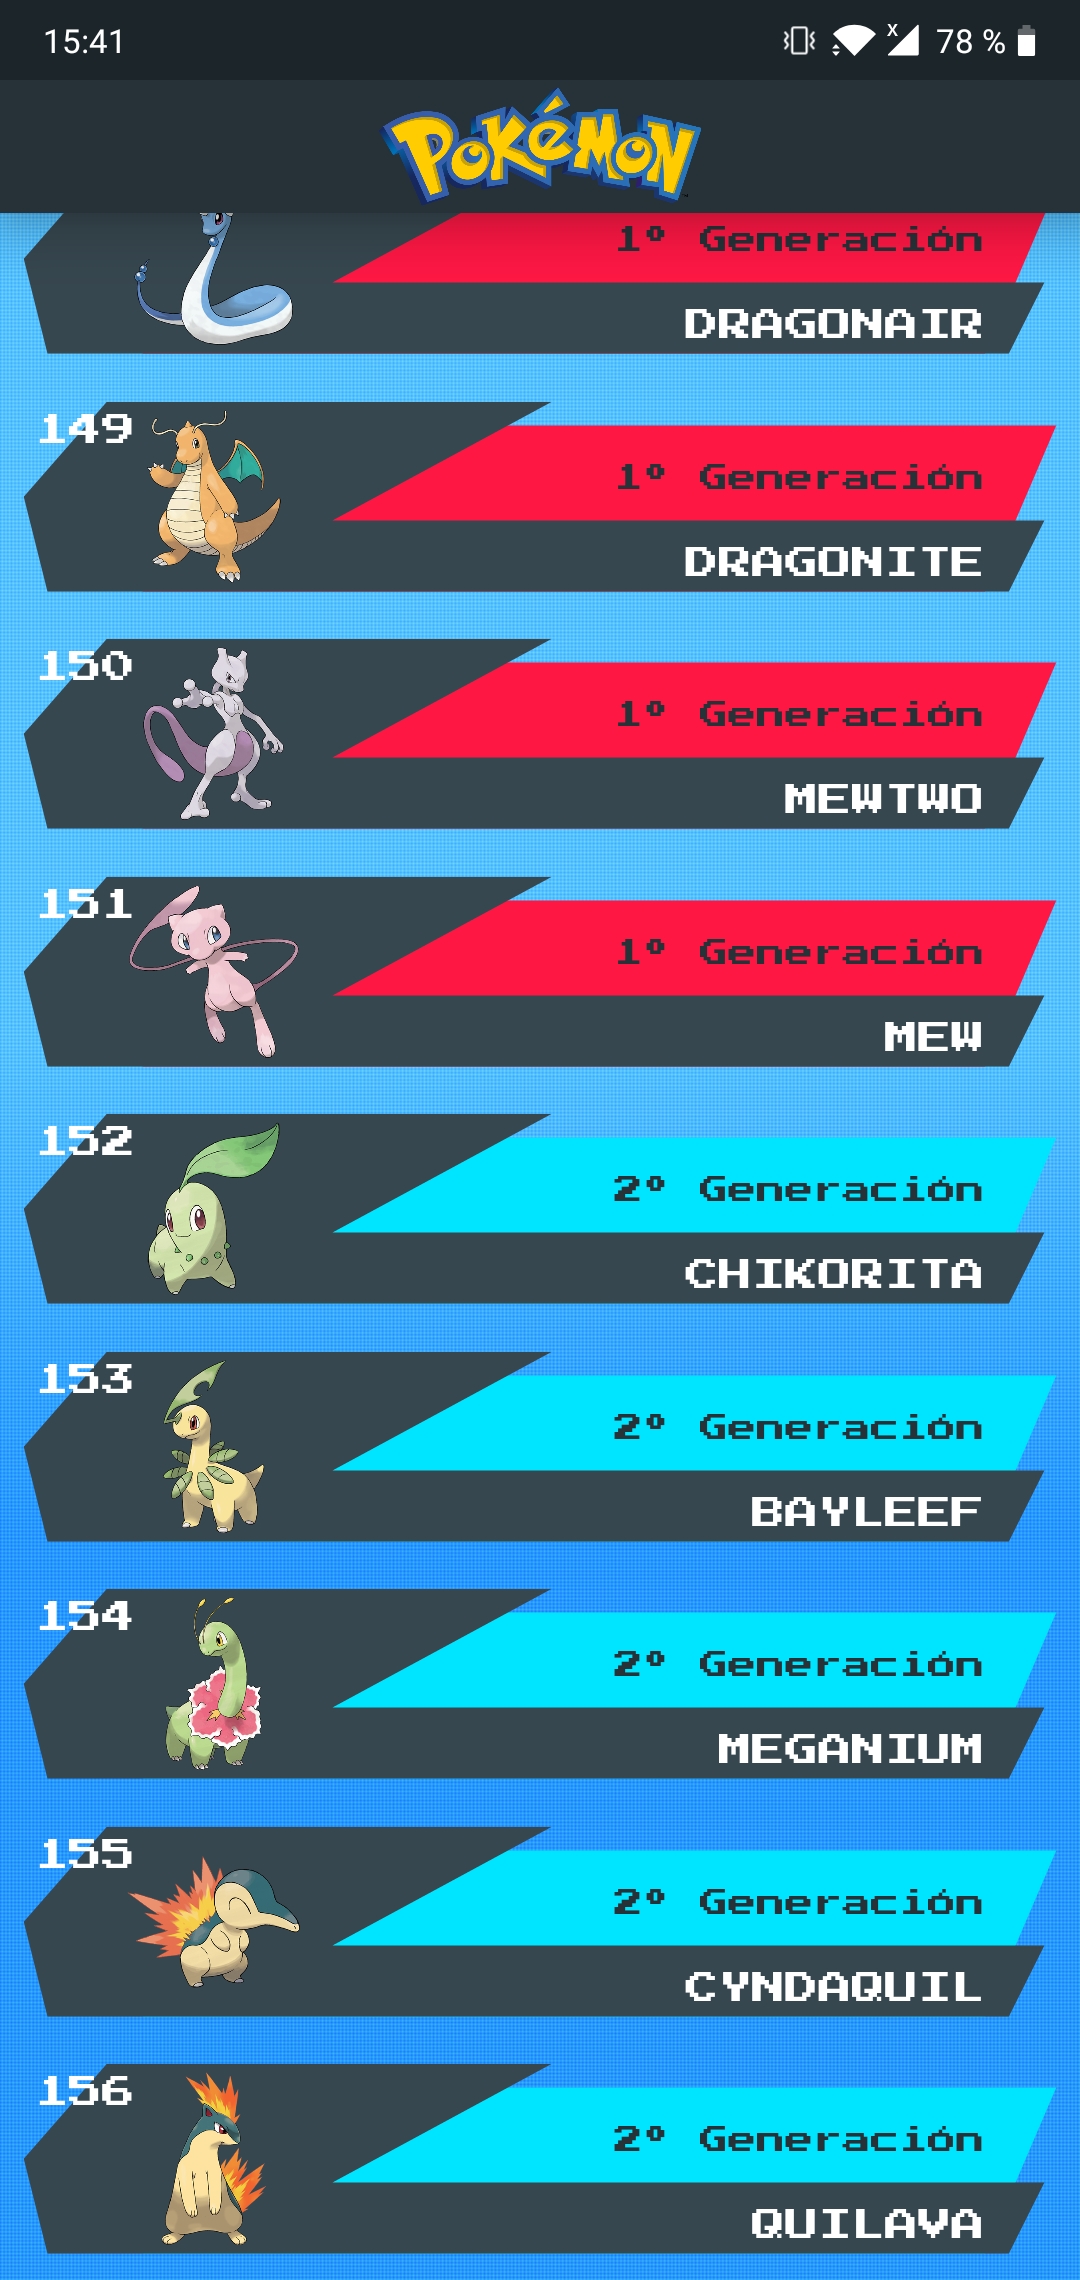 15:41
x
78 %
POKÉMON
1º Generación
DRAGONAIR
149
1º Generación
DRAGONITE
150
1º Generación
MEWTWO
151
1º Generación
MEW
152
2º Generación
CHIKORITA
153
2º Generación
BAYLEEF
154
2º Generación
MEGANIUM
155
2º Generación
CYNDAQUIL
156
2º Generación
QUILAVA